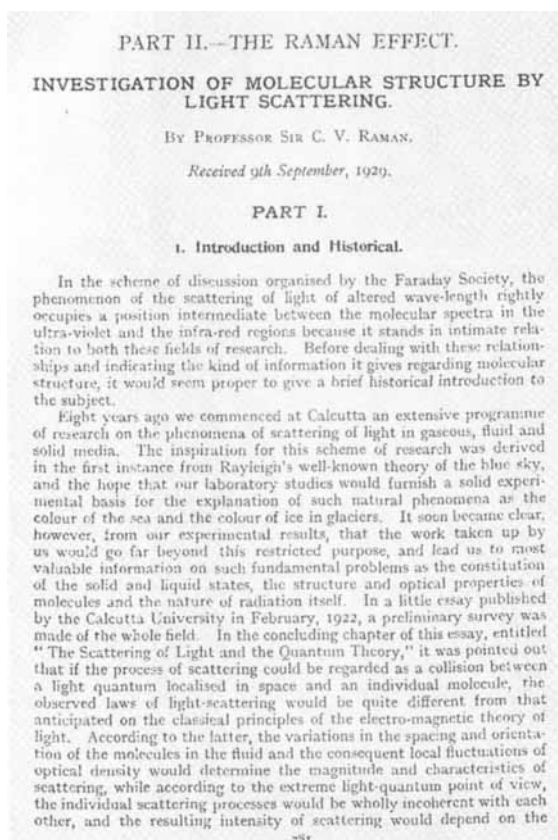 PART II.—THE RAMAN EFFECT.
INVESTIGATION OF MOLECULAR STRUCTURE BY
LIGHT SCATTERING.
BY PROFESSOR SIR C. V. RAMAN.
Received 9th September, 1929.
PART I.
1. Introduction and Historical.
In the scheme of discussion organised by the Faraday Society, the
phenomenon of the scattering of light of altered wave-length rightly
occupies a position intermediate between the molecular spectra in the
ultra-violet and the infra-red regions because it stands in intimate rela-
tion to both these fields of research. Before dealing with these relation-
ships and indicating the kind of information it gives regarding molecular
structure, it would seem proper to give a brief historical introduction to
the subject.
Eight years ago we commenced at Calcutta an extensive programme
of research on the phenomena of scattering of light in gaseous, fluid and
solid media. The inspiration for this scheme of research was derived
in the first instance from Rayleigh's well-known theory of the blue sky,
and the hope that our laboratory studies would furnish a solid experi-
mental basis for the explanation of such natural phenomena as the
colour of the sea and the colour of ice in glaciers. It soon became clear,
however, from our experimental results, that the work taken up by
us would go far beyond this restricted purpose, and lead us to most
valuable information on such fundamental problems as the constitution
of the solid and liquid states, the structure and optical properties of
molecules and the nature of radiation itself. In a little essay published
by the Calcutta University in February, 1922, a preliminary survey was
made of the whole field. In the concluding chapter of this essay, entitled
" The Scattering of Light and the Quantum Theory," it was pointed out
that if the process of scattering could be regarded as a collision between
a light quantum localised in space and an individual molecule, the
observed laws of light-scattering would be quite different from that
anticipated on the classical principles of the electro-magnetic theory of
light. According to the latter, the variations in the spacing and orienta-
tion of the molecules in the fluid and the consequent local fluctuations of
optical density would determine the magnitude and characteristics of
scattering, while according to the extreme light-quantum point of view,
the individual scattering processes would be wholly incoherent with each
other, and the resulting intensity of scattering would depend on the